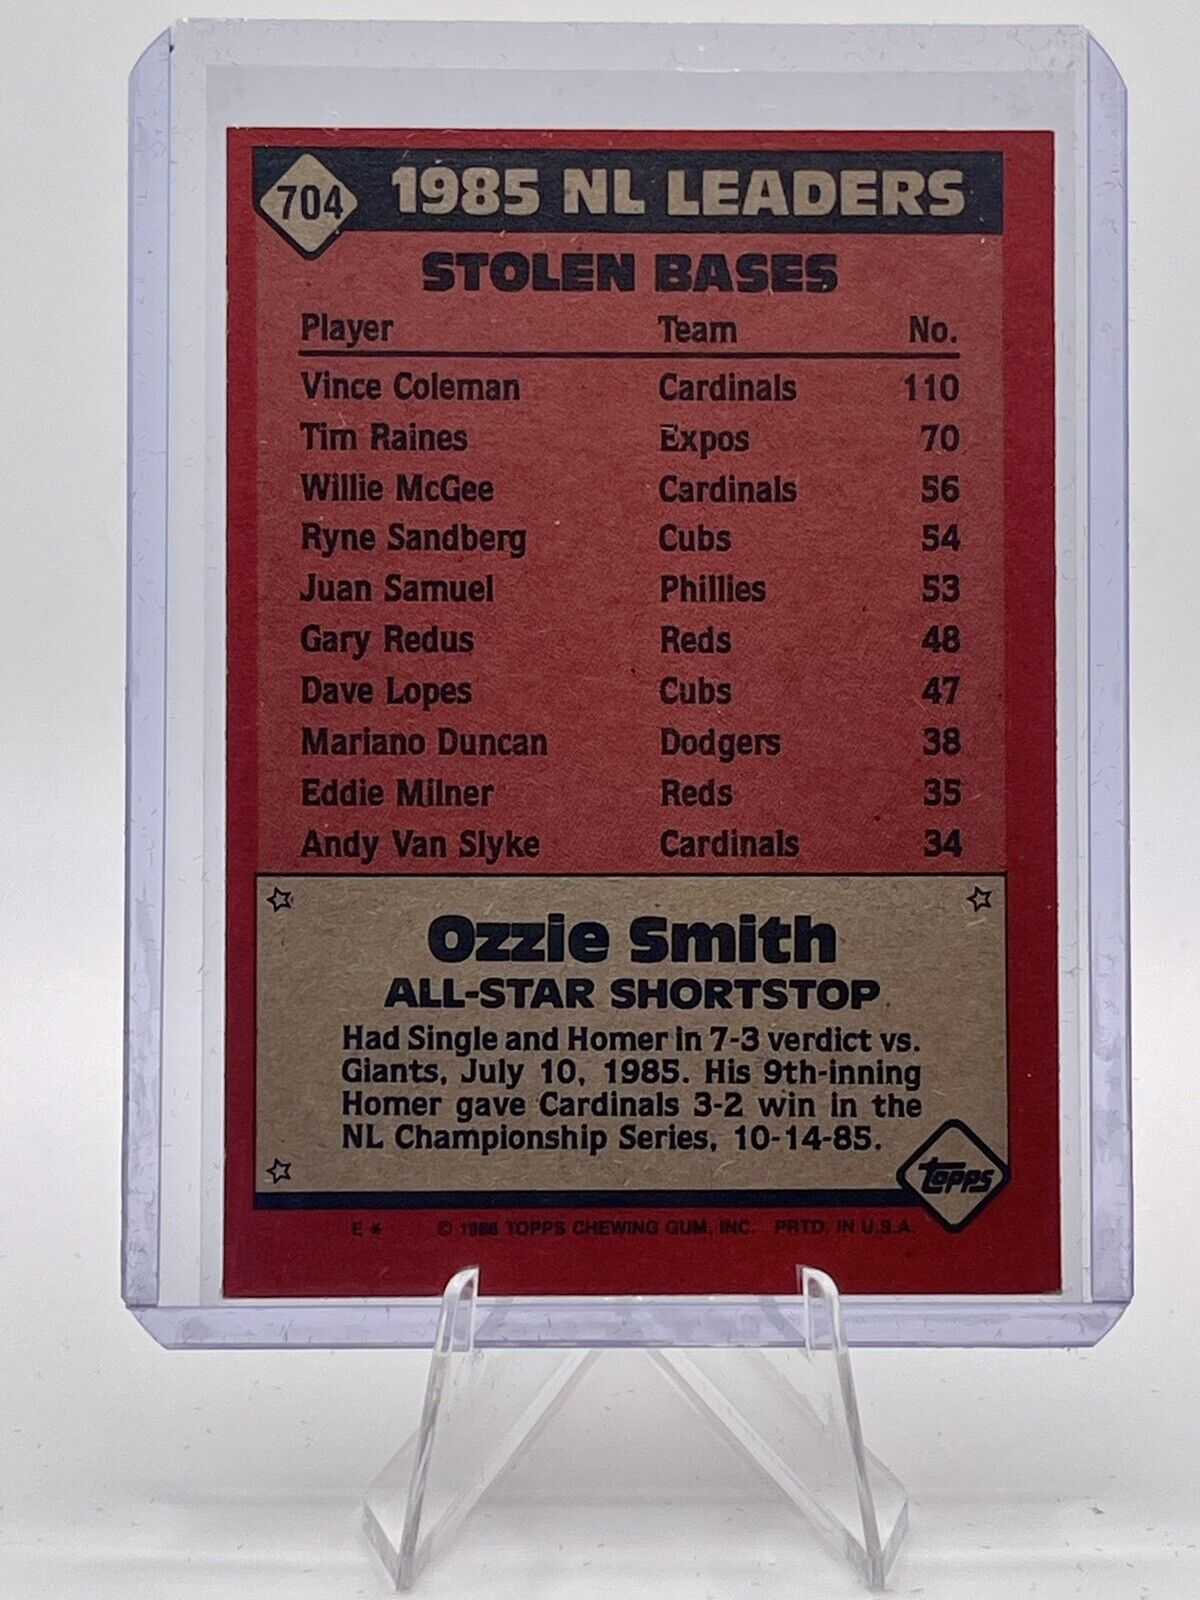 704 1985 NL LEADERS
STOLEN BASES
Player Team No.
Vince Coleman Cardinals 110
Tim Raines Expos 70
Willie McGee Cardinals 56
Ryne Sandberg Cubs 54
Juan Samuel Phillies 53
Gary Redus Reds 48
Dave Lopes Cubs 47
Mariano Duncan Dodgers 38
Eddie Milner Reds 35
Andy Van Slyke Cardinals 34
Ozzie Smith
ALL-STAR SHORTSTOP
Had Single and Homer in 7-3 verdict vs.
Giants, July 10, 1985. His 9th-inning
Homer gave Cardinals 3-2 win in the
NL Championship Series, 10-14-85.
topps
E * © 1986 TOPPS CHEWING GUM, INC. PRTD. IN U.S.A.